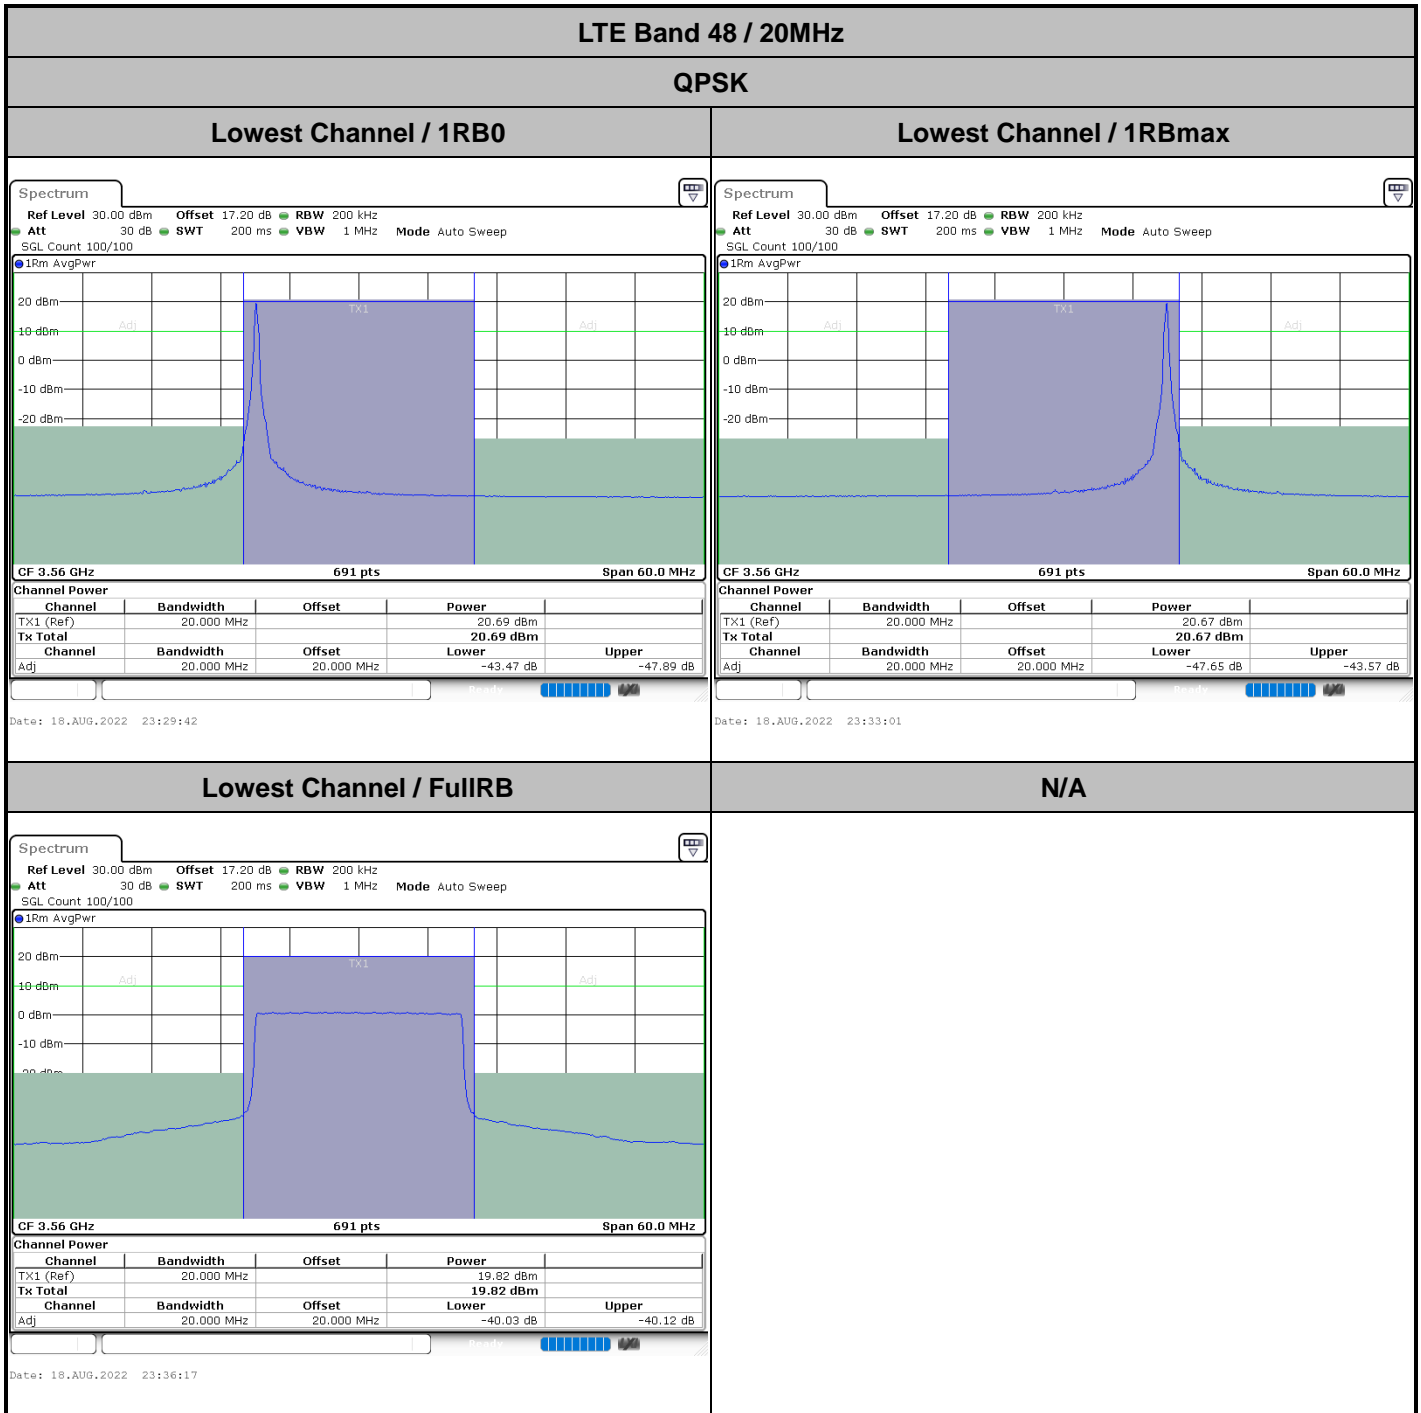 LTE Band 48 / 20MHz
QPSK
Lowest Channel / 1RB0
Lowest Channel / 1RBmax
Spectrum
Ref Level 30.00 dBm Offset 17.20 dB RBW 200 kHz
Att 30 dB SWT 200 ms VBW 1 MHz Mode Auto Sweep
SGL Count 100/100
1Rm AvgPwr
20 dBm
10 dBm
0 dBm
-10 dBm
-20 dBm
Adj
TX1
Adj
CF 3.56 GHz 691 pts Span 60.0 MHz
Channel Power
Channel Bandwidth Offset Power
TX1 (Ref) 20.000 MHz 20.69 dBm
Tx Total 20.69 dBm
Channel Bandwidth Offset Lower Upper
Adj 20.000 MHz 20.000 MHz -43.47 dB -47.89 dB
Ready
Date: 18.AUG.2022 23:29:42
Spectrum
Ref Level 30.00 dBm Offset 17.20 dB RBW 200 kHz
Att 30 dB SWT 200 ms VBW 1 MHz Mode Auto Sweep
SGL Count 100/100
1Rm AvgPwr
20 dBm
10 dBm
0 dBm
-10 dBm
-20 dBm
Adj
TX1
Adj
CF 3.56 GHz 691 pts Span 60.0 MHz
Channel Power
Channel Bandwidth Offset Power
TX1 (Ref) 20.000 MHz 20.67 dBm
Tx Total 20.67 dBm
Channel Bandwidth Offset Lower Upper
Adj 20.000 MHz 20.000 MHz -47.65 dB -43.57 dB
Ready
Date: 18.AUG.2022 23:33:01
Lowest Channel / FullRB
N/A
Spectrum
Ref Level 30.00 dBm Offset 17.20 dB RBW 200 kHz
Att 30 dB SWT 200 ms VBW 1 MHz Mode Auto Sweep
SGL Count 100/100
1Rm AvgPwr
20 dBm
10 dBm
0 dBm
-10 dBm
-20 dBm
Adj
TX1
Adj
CF 3.56 GHz 691 pts Span 60.0 MHz
Channel Power
Channel Bandwidth Offset Power
TX1 (Ref) 20.000 MHz 19.82 dBm
Tx Total 19.82 dBm
Channel Bandwidth Offset Lower Upper
Adj 20.000 MHz 20.000 MHz -40.03 dB -40.12 dB
Ready
Date: 18.AUG.2022 23:36:17